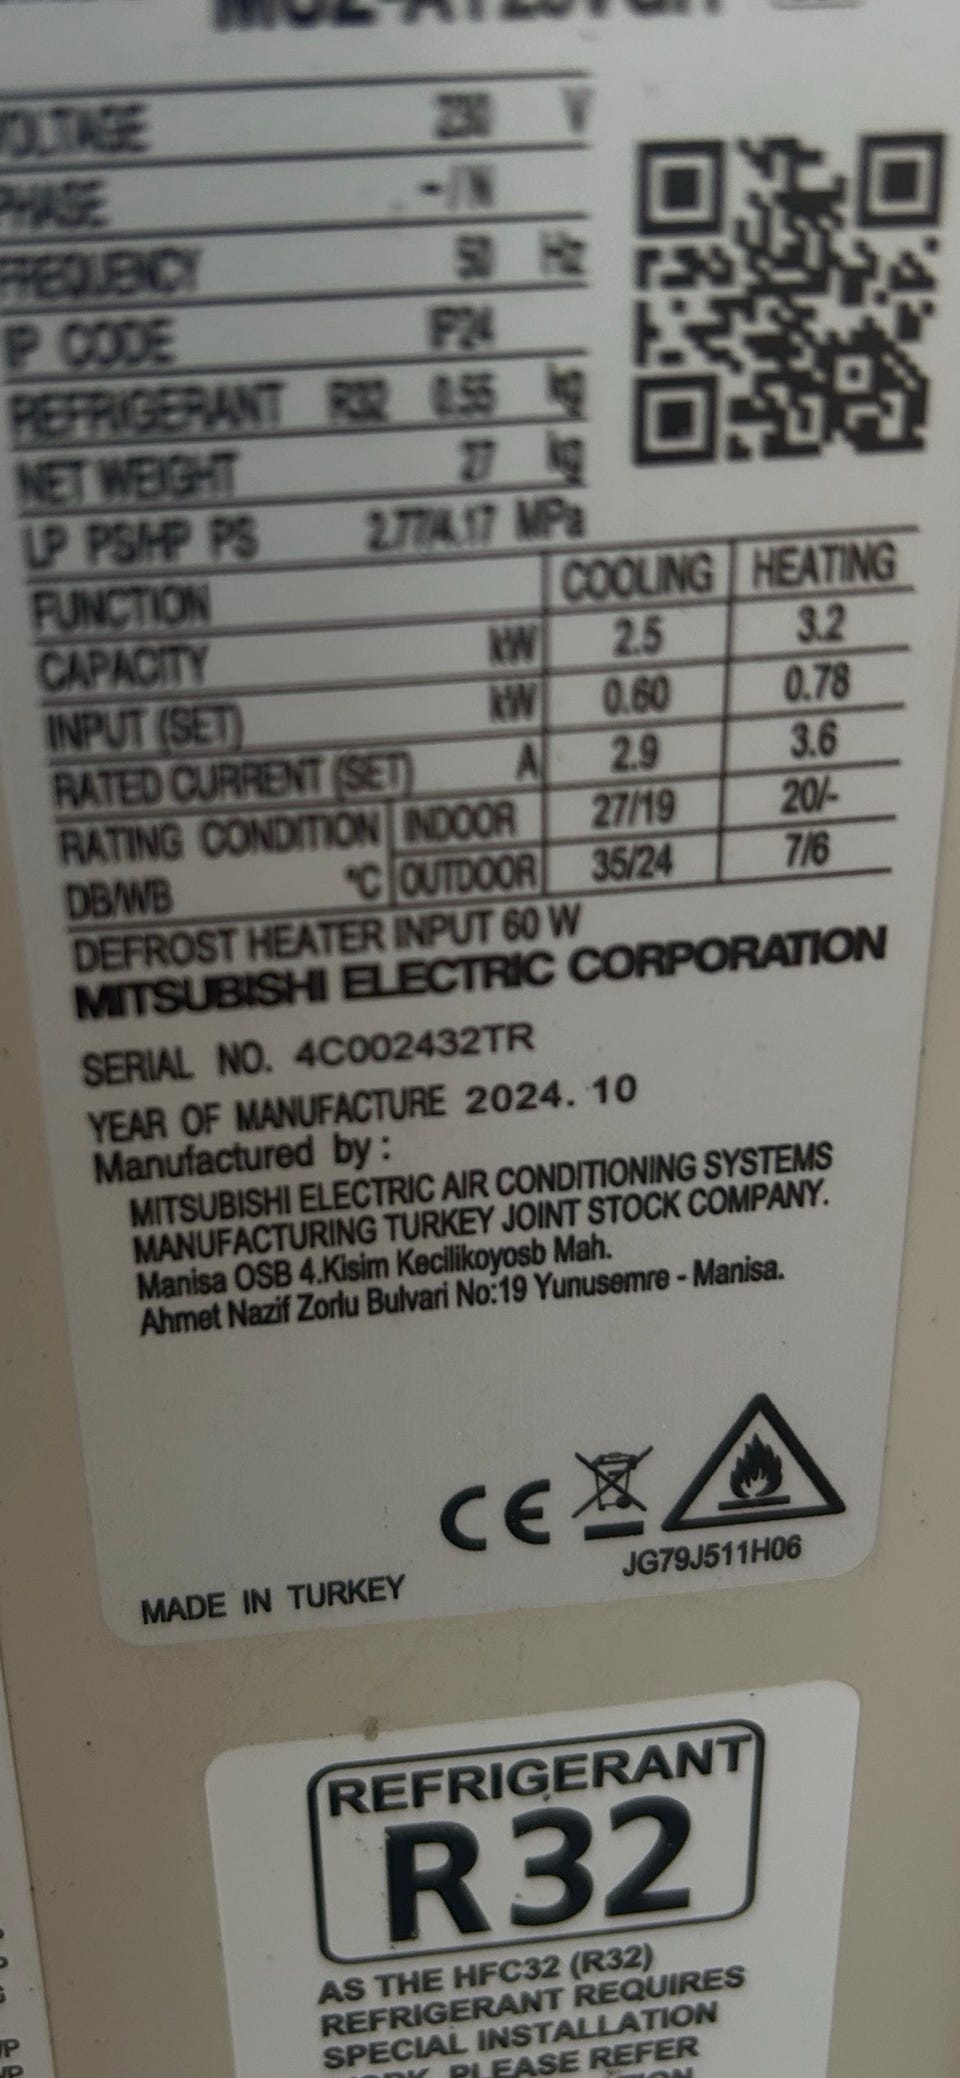 VOLTAGE 230 V
PHASE ~/N
FREQUENCY 50 Hz
IP CODE IP24
REFRIGERANT R32 0.55 kg
NET WEIGHT 27 kg
LP PS/HP PS 2.77/4.17 MPa
FUNCTION COOLING HEATING
CAPACITY kW 2.5 3.2
INPUT (SET) kW 0.60 0.78
RATED CURRENT (SET) A 2.9 3.6
RATING CONDITION INDOOR 27/19 20/-
DB/WB °C OUTDOOR 35/24 7/6
DEFROST HEATER INPUT 60 W
MITSUBISHI ELECTRIC CORPORATION
SERIAL NO. 4C002432TR
YEAR OF MANUFACTURE 2024. 10
Manufactured by :
MITSUBISHI ELECTRIC AIR CONDITIONING SYSTEMS
MANUFACTURING TURKEY JOINT STOCK COMPANY.
Manisa OSB 4.Kisim Kecilikoyosb Mah.
Ahmet Nazif Zorlu Bulvari No:19 Yunusemre - Manisa.
CE
JG79J511H06
MADE IN TURKEY
REFRIGERANT
R32
AS THE HFC32 (R32)
REFRIGERANT REQUIRES
SPECIAL INSTALLATION
WORK, PLEASE REFER